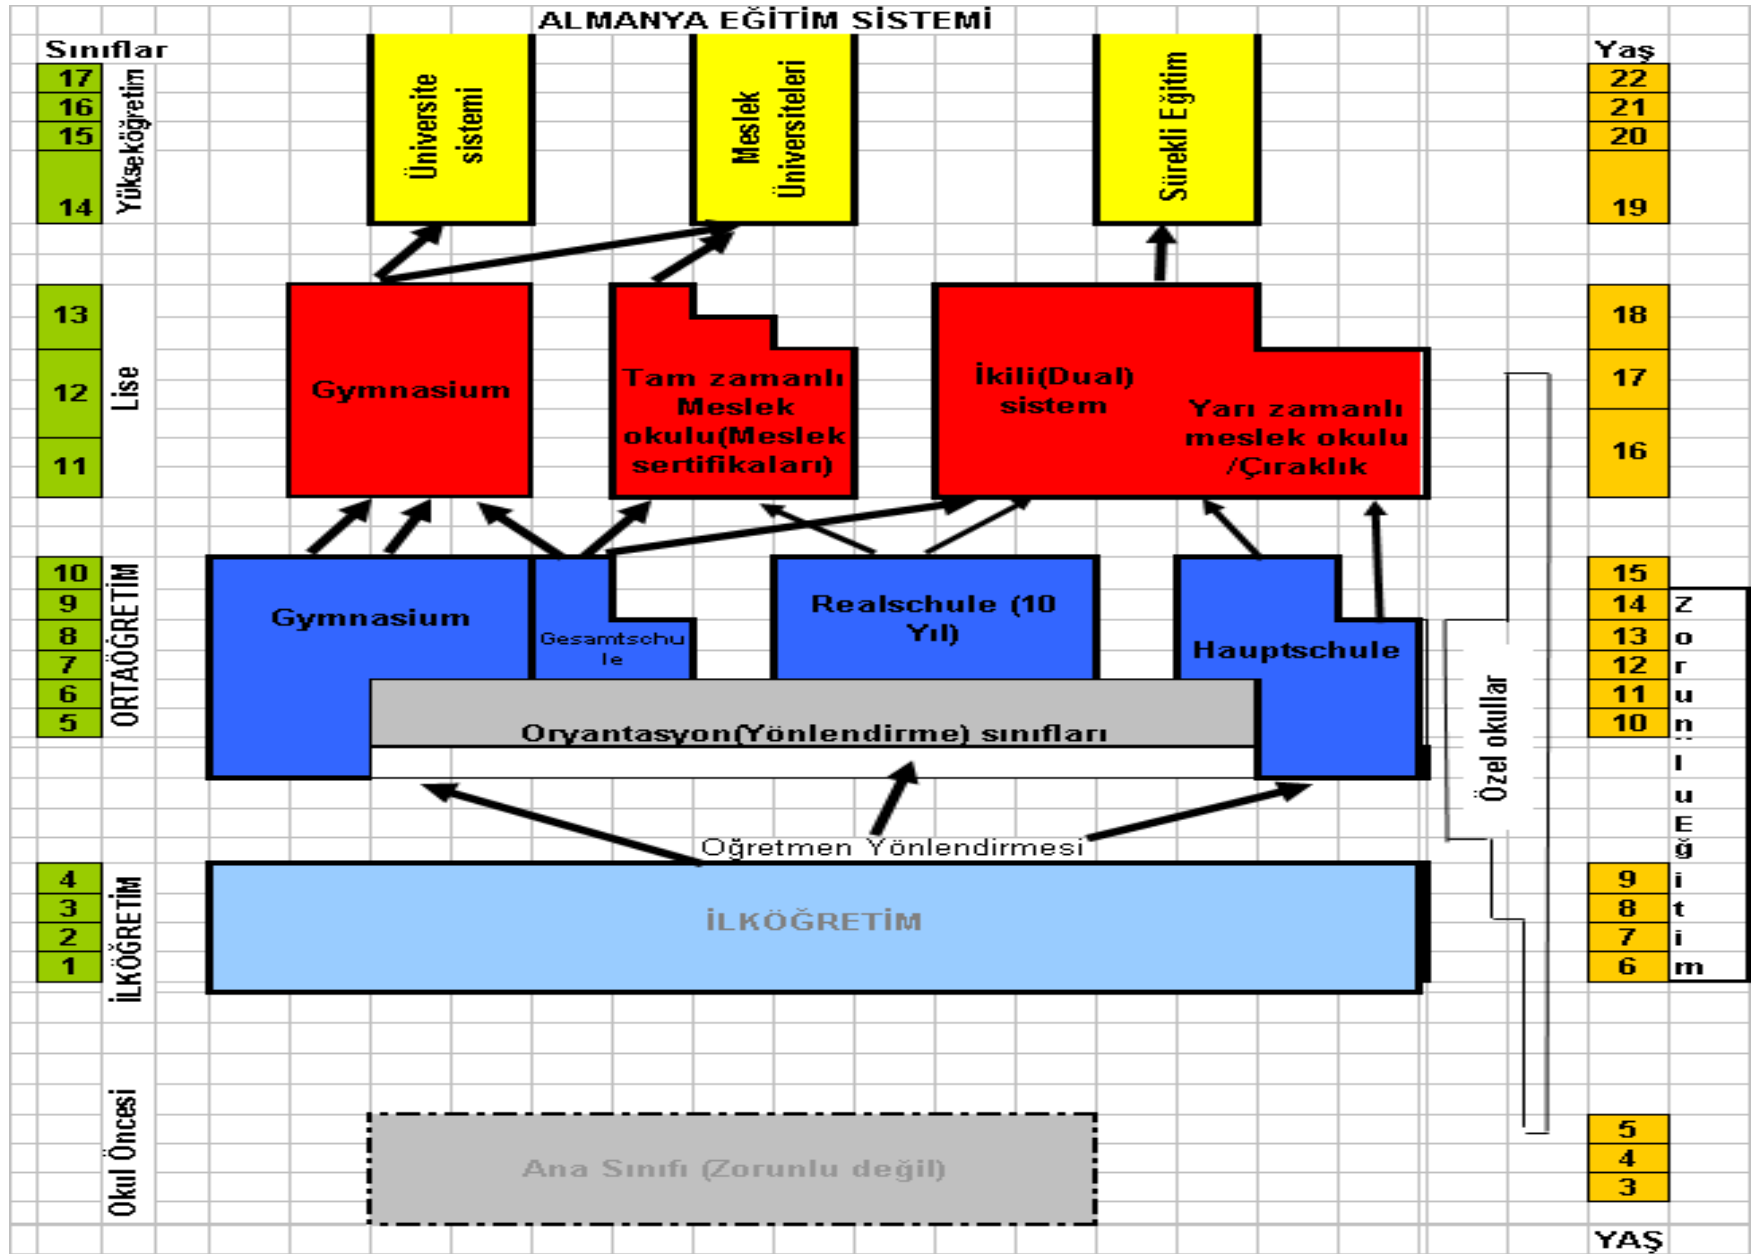 ALMANYA EĞİTİM SİSTEMİ
Sınıflar
Yaş
17
16
15
14
Yükseköğretim
Üniversite
sistemi
Meslek
Üniversiteleri
Sürekli Eğitim
22
21
20
19
13
12
11
Lise
Gymnasium
Tam zamanlı
Meslek
okulu(Meslek
sertifikaları)
İkili(Dual)
sistem
Yarı zamanlı
meslek okulu
/Çıraklık
18
17
16
10
9
8
7
6
5
ORTAÖĞRETİM
Gymnasium
Gesamtschu
le
Realschule (10
Yıl)
Hauptschule
Oryantasyon(Yönlendirme) sınıfları
Özel okullar
15
14
13
12
11
10
Z
o
r
u
n
l
u
E
ğ
i
t
i
m
Oğretmen Yönlendirmesi
4
3
2
1
İLKÖĞRETİM
İLKÖĞRETİM
9
8
7
6
Okul Öncesi
Ana Sınıfı (Zorunlu değil)
5
4
3
YAŞ